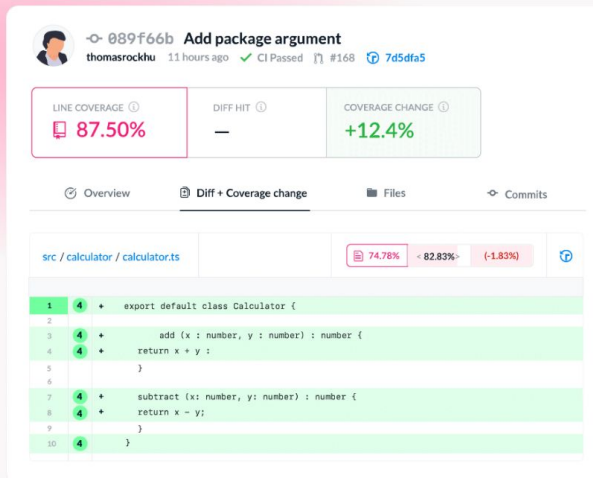 089f66b Add package argument
thomasrockhu 11 hours ago CI Passed #168 7d5dfa5
LINE COVERAGE DIFF HIT COVERAGE CHANGE
87.50% — +12.4%
Overview Diff + Coverage change Files Commits
src / calculator / calculator.ts 74.78% < 82.83%> (-1.83%)
1 4 + export default class Calculator {
2
3 4 + add (x : number, y : number) : number {
4 4 + return x + y :
5 }
6
7 4 + subtract (x: number, y: number) : number {
8 4 + return x - y;
9 }
10 4 }